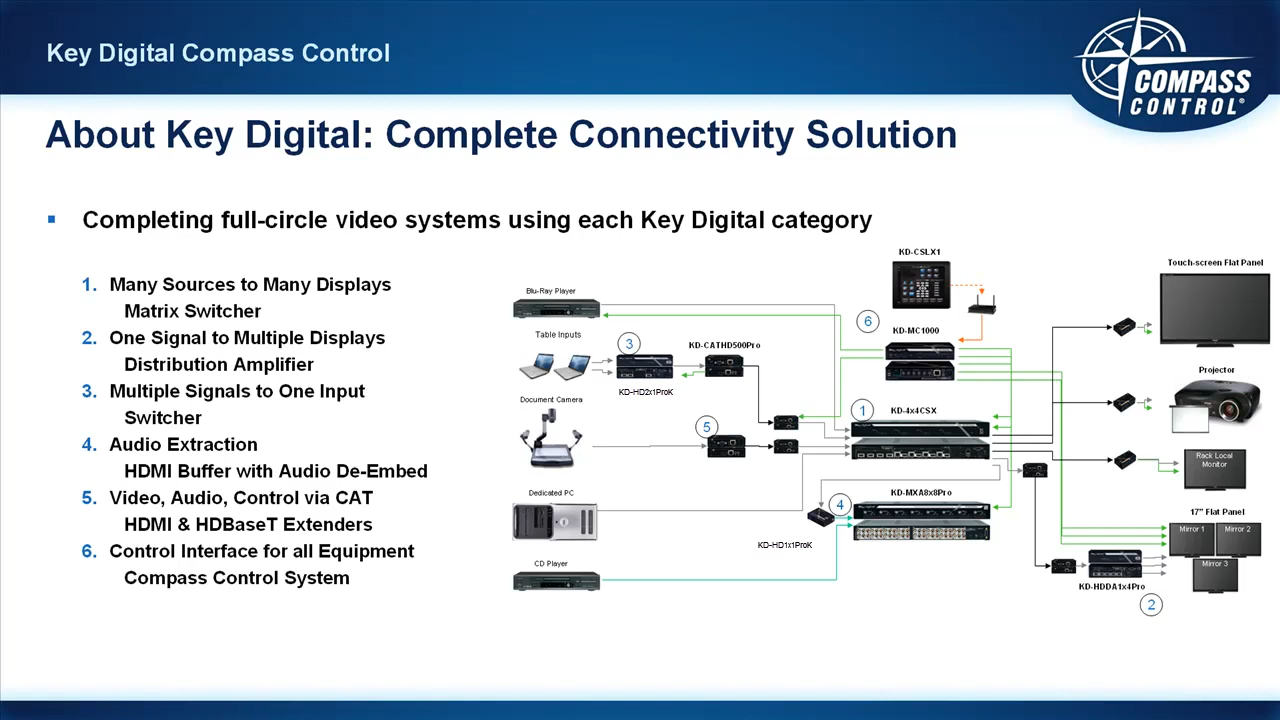 Key Digital Compass Control
COMPASS
CONTROL®
About Key Digital: Complete Connectivity Solution
▪ Completing full-circle video systems using each Key Digital category
1. Many Sources to Many Displays
Matrix Switcher
2. One Signal to Multiple Displays
Distribution Amplifier
3. Multiple Signals to One Input
Switcher
4. Audio Extraction
HDMI Buffer with Audio De-Embed
5. Video, Audio, Control via CAT
HDMI & HDBaseT Extenders
6. Control Interface for all Equipment
Compass Control System
KD-CSLX1
Touch-screen Flat Panel
Blu-Ray Player
6
KD-MC1000
Table Inputs
3
KD-CATHD500Pro
KD-HD2x1ProK
Projector
Document Camera
1
KD-4x4CSX
5
Rack Local
Monitor
Dedicated PC
4
KD-MXA8x8Pro
KD-HD1x1ProK
17" Flat Panel
Mirror 1
Mirror 2
Mirror 3
CD Player
KD-HDDA1x4Pro
2